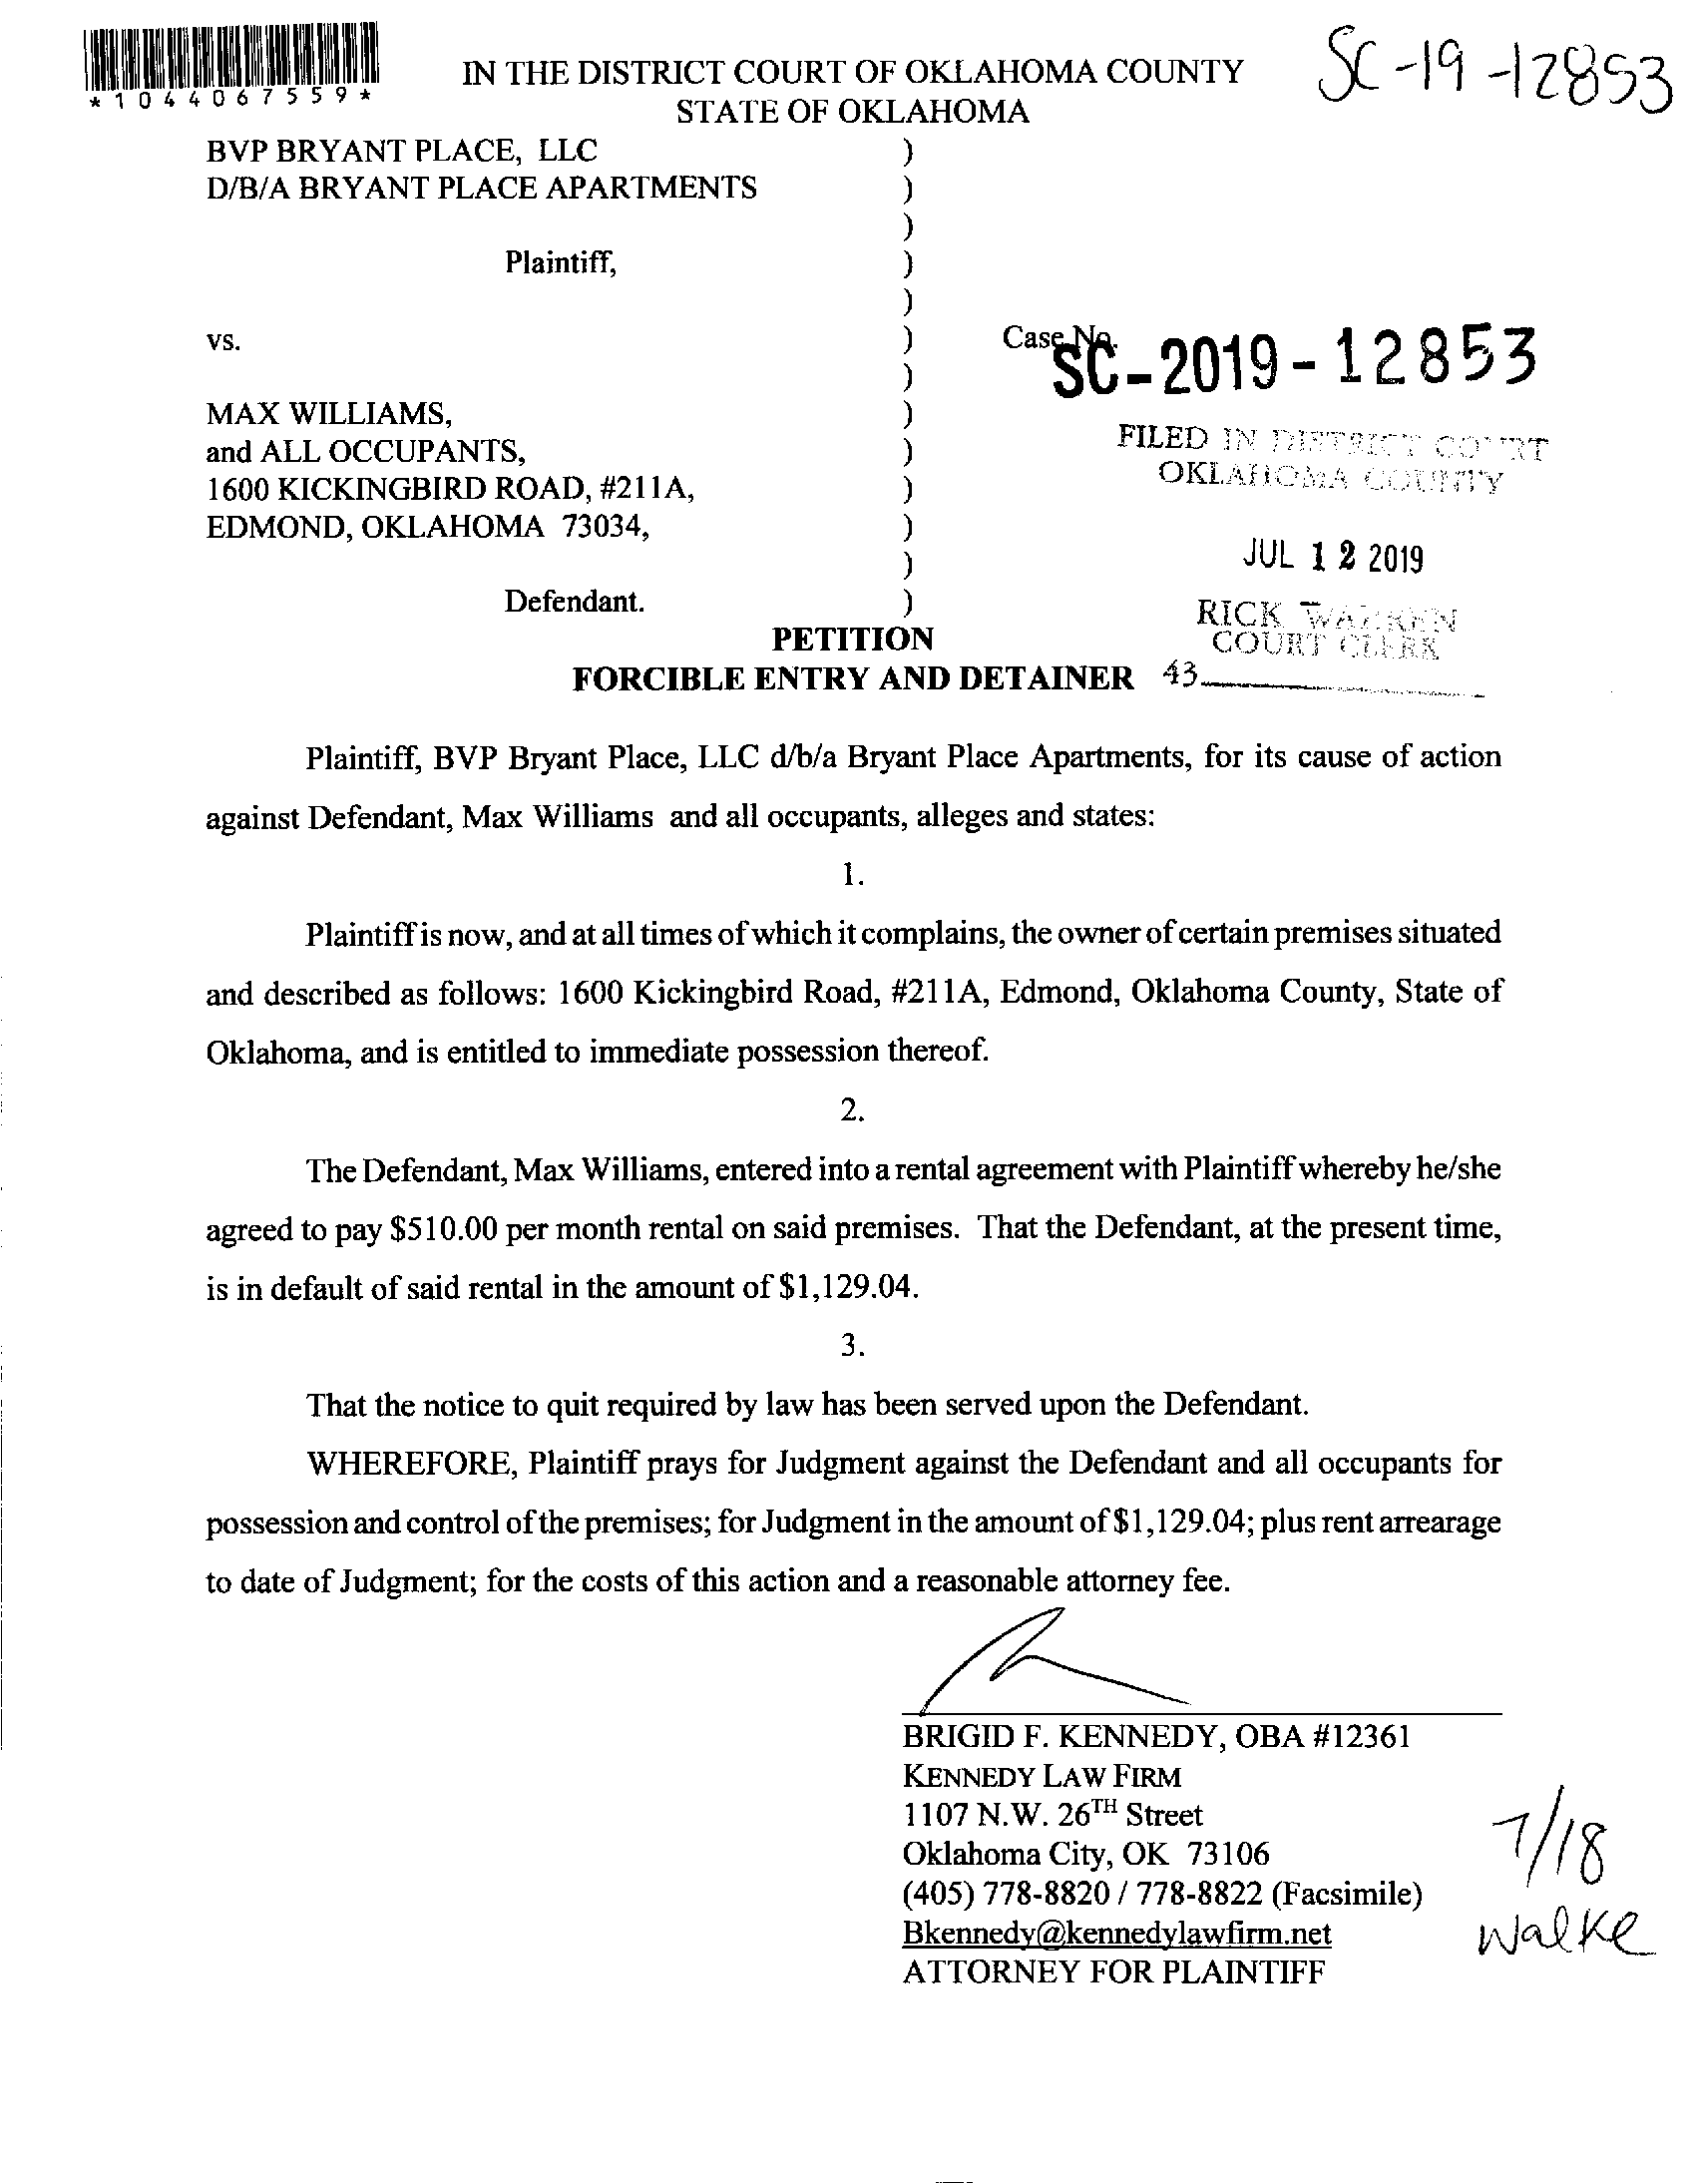 *1044067559*
IN THE DISTRICT COURT OF OKLAHOMA COUNTY
STATE OF OKLAHOMA
SC-19-12853
BVP BRYANT PLACE, LLC )
D/B/A BRYANT PLACE APARTMENTS )
)
Plaintiff, )
)
vs. ) Case No. SC-2019-12853
)
MAX WILLIAMS, )
and ALL OCCUPANTS, ) FILED IN DISTRICT COURT
1600 KICKINGBIRD ROAD, #211A, ) OKLAHOMA COUNTY
EDMOND, OKLAHOMA 73034, )
) JUL 12 2019
Defendant. ) RICK WARREN
PETITION COURT CLERK
FORCIBLE ENTRY AND DETAINER 43
Plaintiff, BVP Bryant Place, LLC d/b/a Bryant Place Apartments, for its cause of action
against Defendant, Max Williams and all occupants, alleges and states:
1.
Plaintiff is now, and at all times of which it complains, the owner of certain premises situated
and described as follows: 1600 Kickingbird Road, #211A, Edmond, Oklahoma County, State of
Oklahoma, and is entitled to immediate possession thereof.
2.
The Defendant, Max Williams, entered into a rental agreement with Plaintiff whereby he/she
agreed to pay $510.00 per month rental on said premises. That the Defendant, at the present time,
is in default of said rental in the amount of $1,129.04.
3.
That the notice to quit required by law has been served upon the Defendant.
WHEREFORE, Plaintiff prays for Judgment against the Defendant and all occupants for
possession and control of the premises; for Judgment in the amount of $1,129.04; plus rent arrearage
to date of Judgment; for the costs of this action and a reasonable attorney fee.
BRIGID F. KENNEDY, OBA #12361
KENNEDY LAW FIRM
1107 N.W. 26TH Street
Oklahoma City, OK 73106
(405) 778-8820 / 778-8822 (Facsimile)
Bkennedy@kennedylawfirm.net
ATTORNEY FOR PLAINTIFF
7/18
Walke